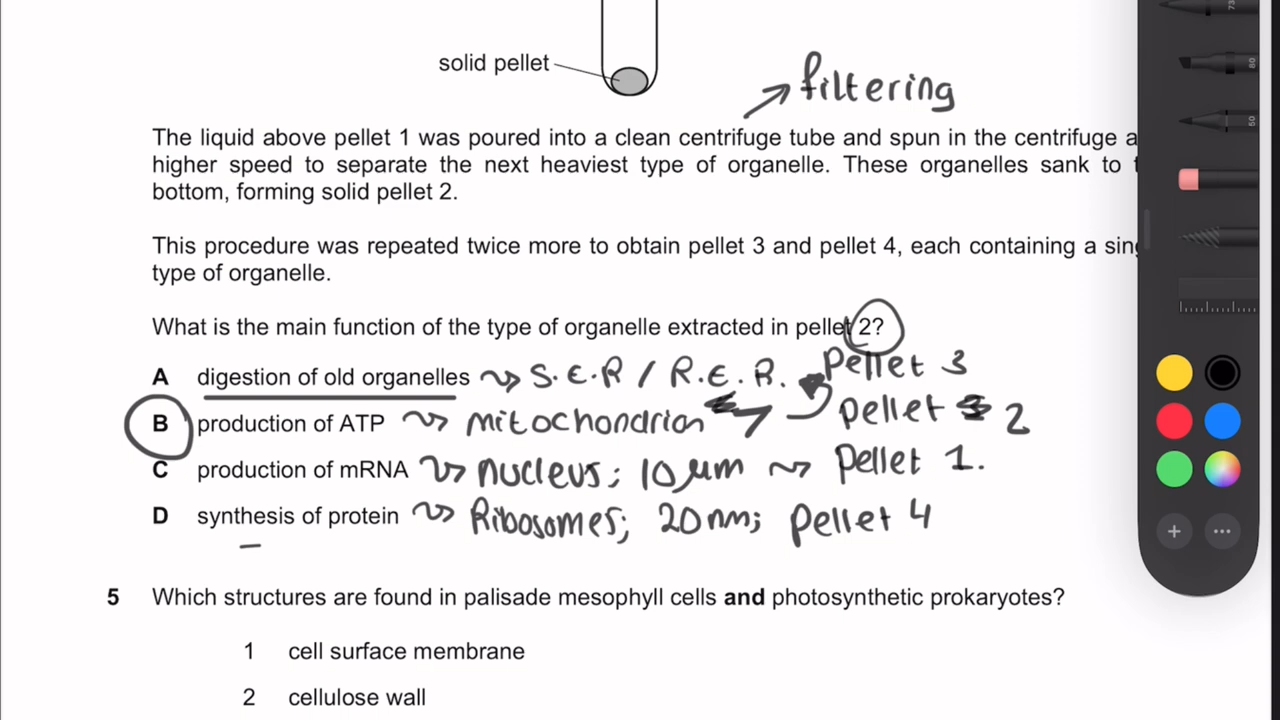 solid pellet
filtering
The liquid above pellet 1 was poured into a clean centrifuge tube and spun in the centrifuge a
higher speed to separate the next heaviest type of organelle. These organelles sank to t
bottom, forming solid pellet 2.
This procedure was repeated twice more to obtain pellet 3 and pellet 4, each containing a sing
type of organelle.
What is the main function of the type of organelle extracted in pellet 2?
A digestion of old organelles S.E.R / R.E.R. Pellet 3
B production of ATP mitochondrion pellet 2
C production of mRNA nucleus; 10 µm Pellet 1.
D synthesis of protein Ribosomes; 20nm; Pellet 4
5 Which structures are found in palisade mesophyll cells and photosynthetic prokaryotes?
1 cell surface membrane
2 cellulose wall
73
80
50